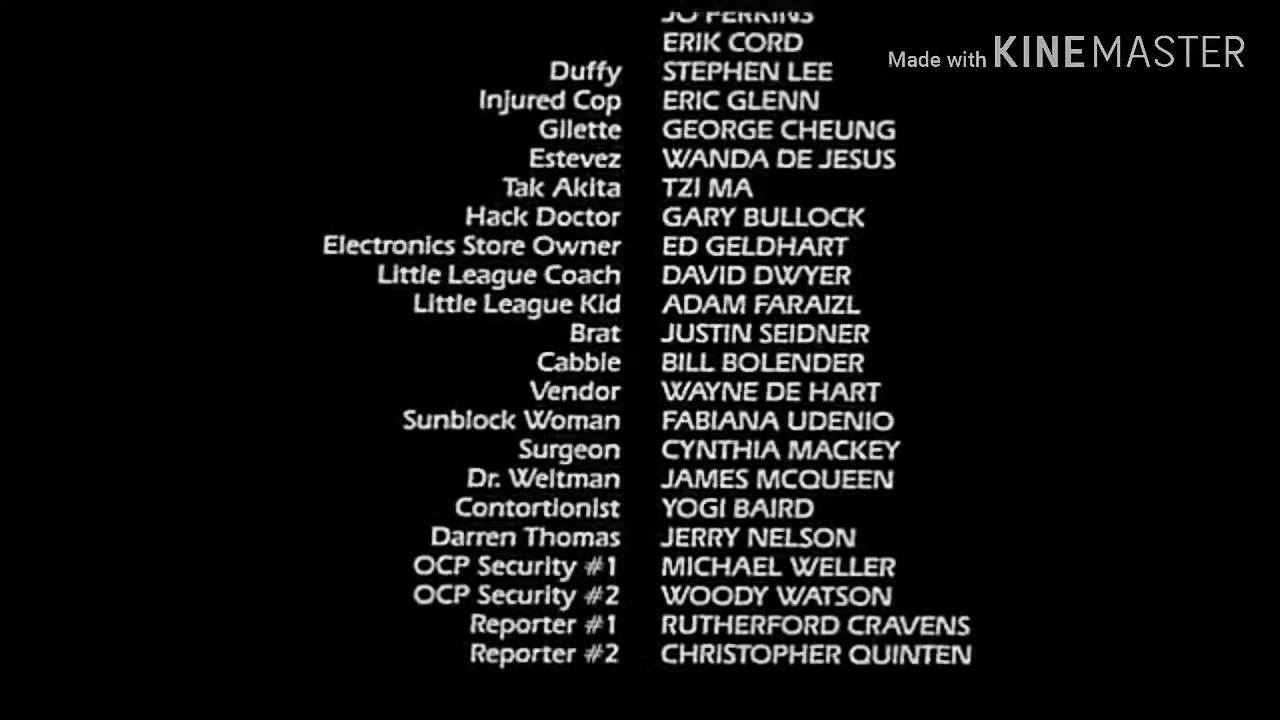 JO PERKINS
ERIK CORD
Made with KINEMASTER
Duffy STEPHEN LEE
Injured Cop ERIC GLENN
Gilette GEORGE CHEUNG
Estevez WANDA DE JESUS
Tak Akita TZI MA
Hack Doctor GARY BULLOCK
Electronics Store Owner ED GELDHART
Little League Coach DAVID DWYER
Little League Kid ADAM FARAIZL
Brat JUSTIN SEIDNER
Cabbie BILL BOLENDER
Vendor WAYNE DE HART
Sunblock Woman FABIANA UDENIO
Surgeon CYNTHIA MACKEY
Dr. Weltman JAMES MCQUEEN
Contortionist YOGI BAIRD
Darren Thomas JERRY NELSON
OCP Security #1 MICHAEL WELLER
OCP Security #2 WOODY WATSON
Reporter #1 RUTHERFORD CRAVENS
Reporter #2 CHRISTOPHER QUINTEN